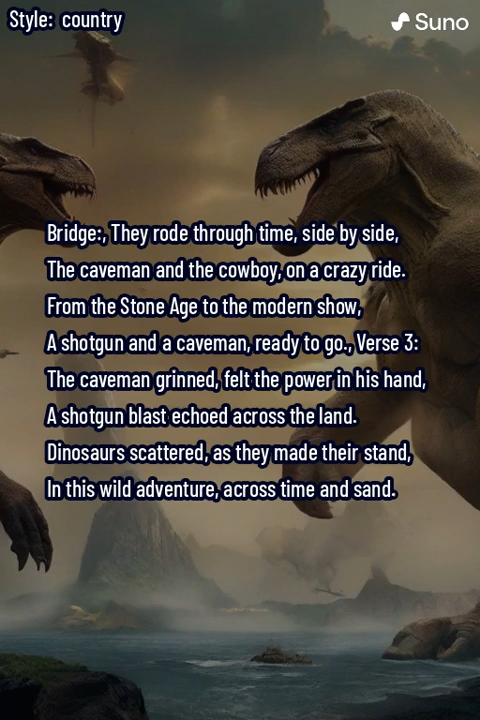 Style: country
Suno
Bridge:, They rode through time, side by side,
The caveman and the cowboy, on a crazy ride.
From the Stone Age to the modern show,
A shotgun and a caveman, ready to go., Verse 3:
The caveman grinned, felt the power in his hand,
A shotgun blast echoed across the land.
Dinosaurs scattered, as they made their stand,
In this wild adventure, across time and sand.